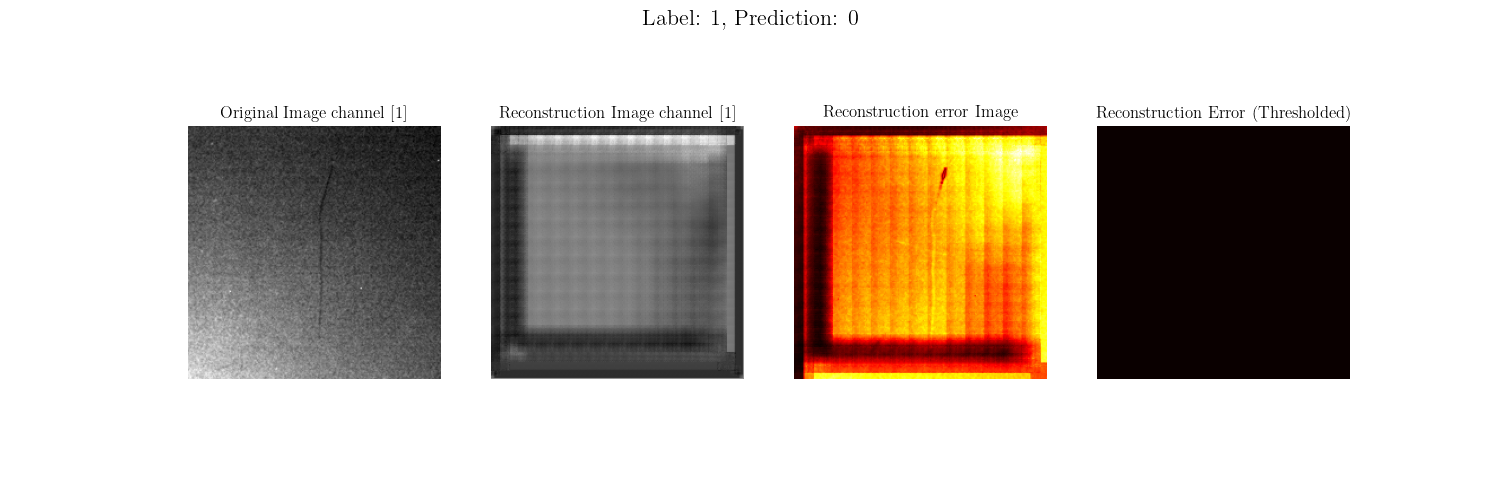 Label: 1, Prediction: 0
Original Image channel [1]
Reconstruction Image channel [1]
Reconstruction error Image
Reconstruction Error (Thresholded)